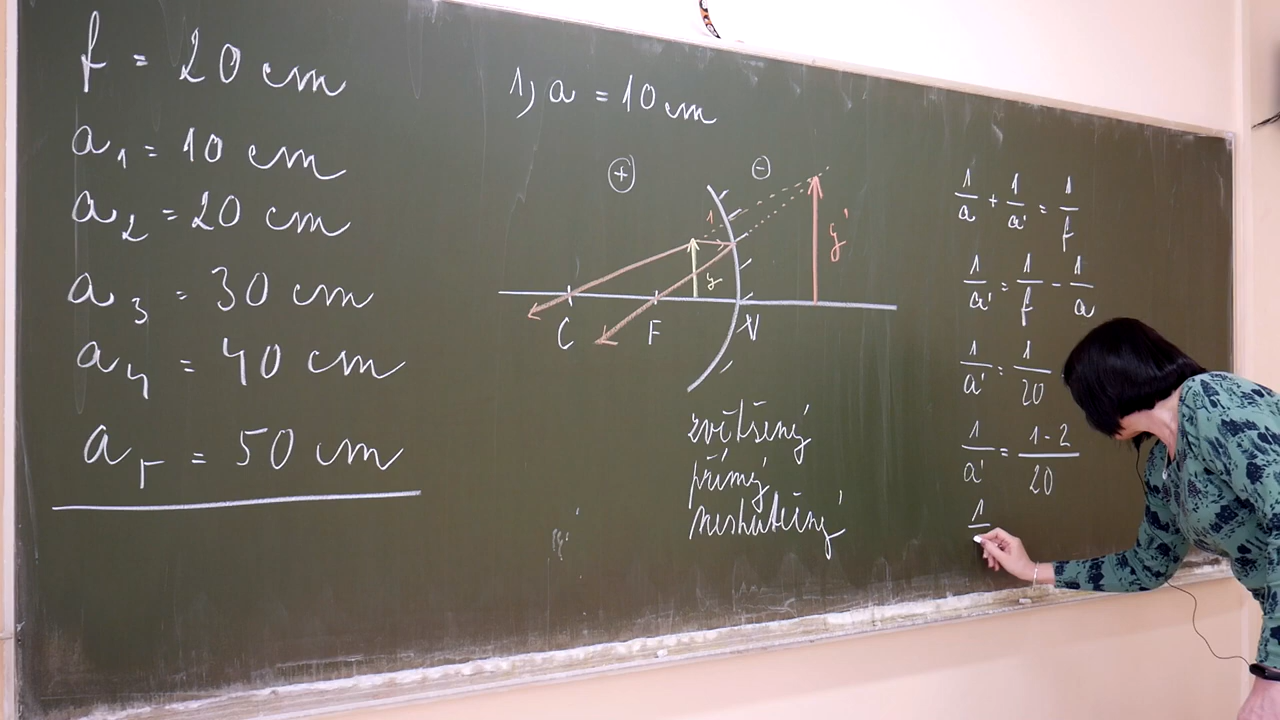 f = 20 cm
a₁ = 10 cm
a₂ = 20 cm
a₃ = 30 cm
a₄ = 40 cm
a₅ = 50 cm
1) a = 10 cm
+ -
1
y y'
C F V
zvětšený
přímý
neskutečný
1/a + 1/a' = 1/f
1/a' = 1/f - 1/a
1/a' = 1/20
1/a' = 1-2/20
1